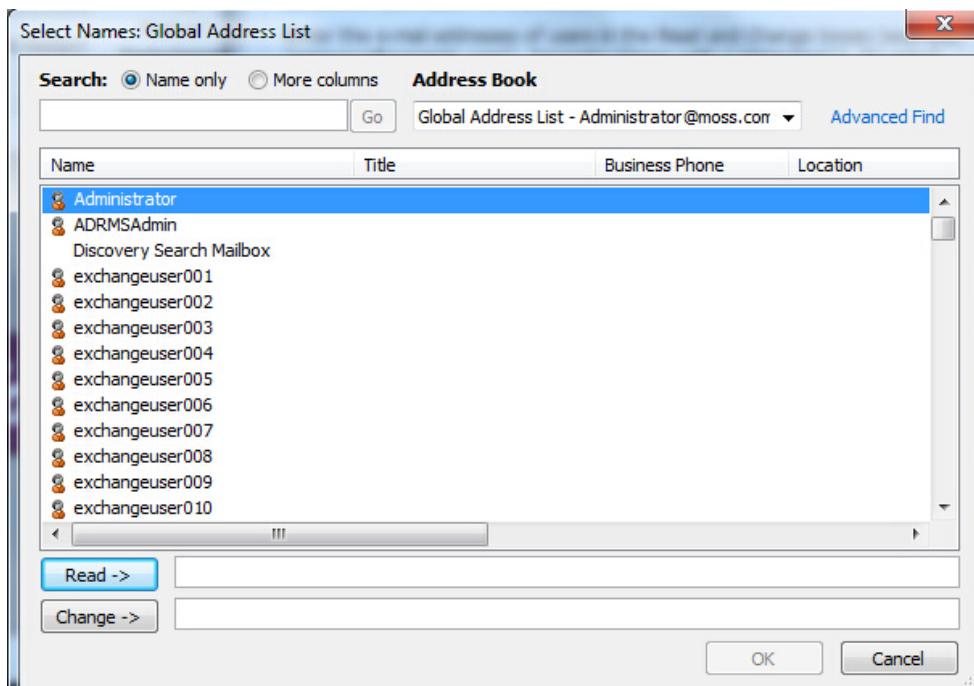 Select Names: Global Address List
Search: Name only More columns Address Book
Go Global Address List - Administrator@moss.com Advanced Find
Name Title Business Phone Location
Administrator
ADRMSAdmin
Discovery Search Mailbox
exchangeuser001
exchangeuser002
exchangeuser003
exchangeuser004
exchangeuser005
exchangeuser006
exchangeuser007
exchangeuser008
exchangeuser009
exchangeuser010
Read ->
Change ->
OK Cancel